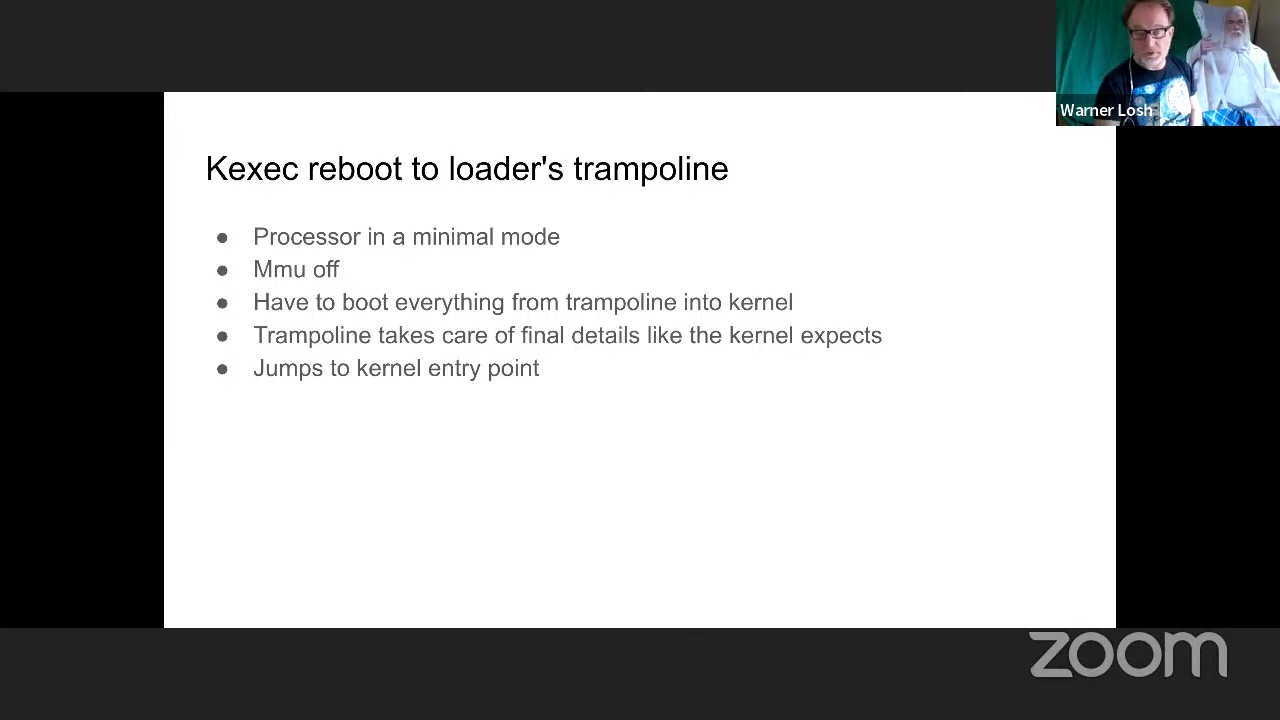 Warner Losh
Kexec reboot to loader's trampoline
● Processor in a minimal mode
● Mmu off
● Have to boot everything from trampoline into kernel
● Trampoline takes care of final details like the kernel expects
● Jumps to kernel entry point
zoom